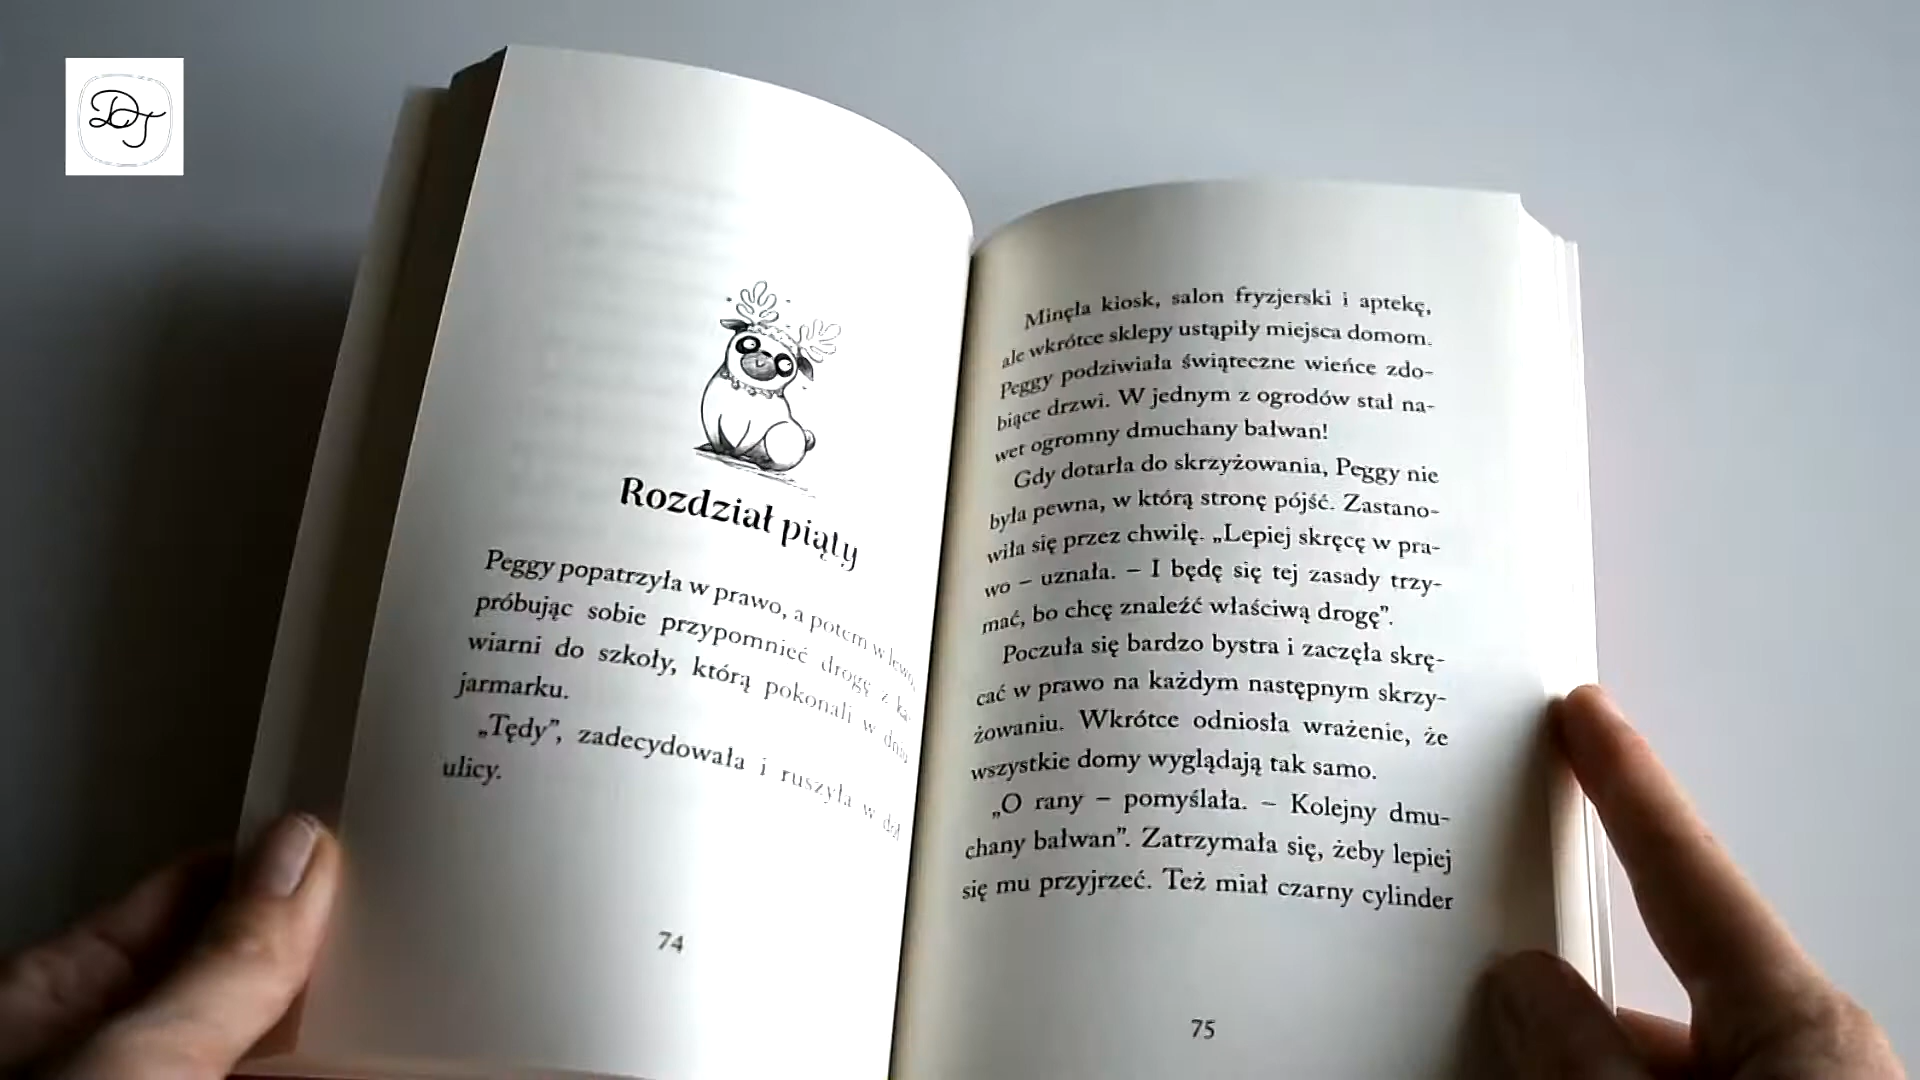 DT
Rozdział piąty
Peggy popatrzyła w prawo, a potem w lewo,
próbując sobie przypomnieć drogę z ka-
wiarni do szkoły, którą pokonali w dniu
jarmarku.
„Tędy”, zadecydowała i ruszyła w dół
ulicy.
74
Minęła kiosk, salon fryzjerski i aptekę,
ale wkrótce sklepy ustąpiły miejsca domom.
Peggy podziwiała świąteczne wieńce zdo-
biące drzwi. W jednym z ogrodów stał na-
wet ogromny dmuchany bałwan!
Gdy dotarła do skrzyżowania, Peggy nie
była pewna, w którą stronę pójść. Zastano-
wiła się przez chwilę. „Lepiej skręcę w pra-
wo – uznała. – I będę się tej zasady trzy-
mać, bo chcę znaleźć właściwą drogę”.
Poczuła się bardzo bystra i zaczęła skrę-
cać w prawo na każdym następnym skrzy-
żowaniu. Wkrótce odniosła wrażenie, że
wszystkie domy wyglądają tak samo.
„O rany – pomyślała. – Kolejny dmu-
chany bałwan”. Zatrzymała się, żeby lepiej
się mu przyjrzeć. Też miał czarny cylinder
75